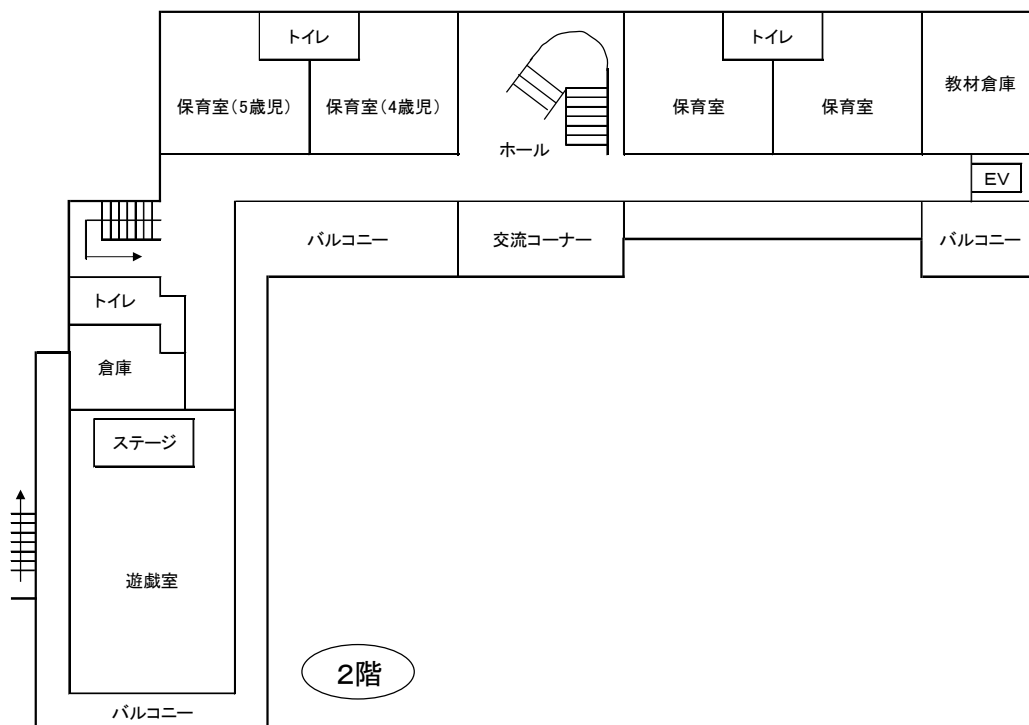 トイレ
トイレ
保育室(5歳児)
保育室(4歳児)
保育室
保育室
教材倉庫
ホール
EV
バルコニー
交流コーナー
バルコニー
トイレ
倉庫
ステージ
遊戯室
2階
バルコニー